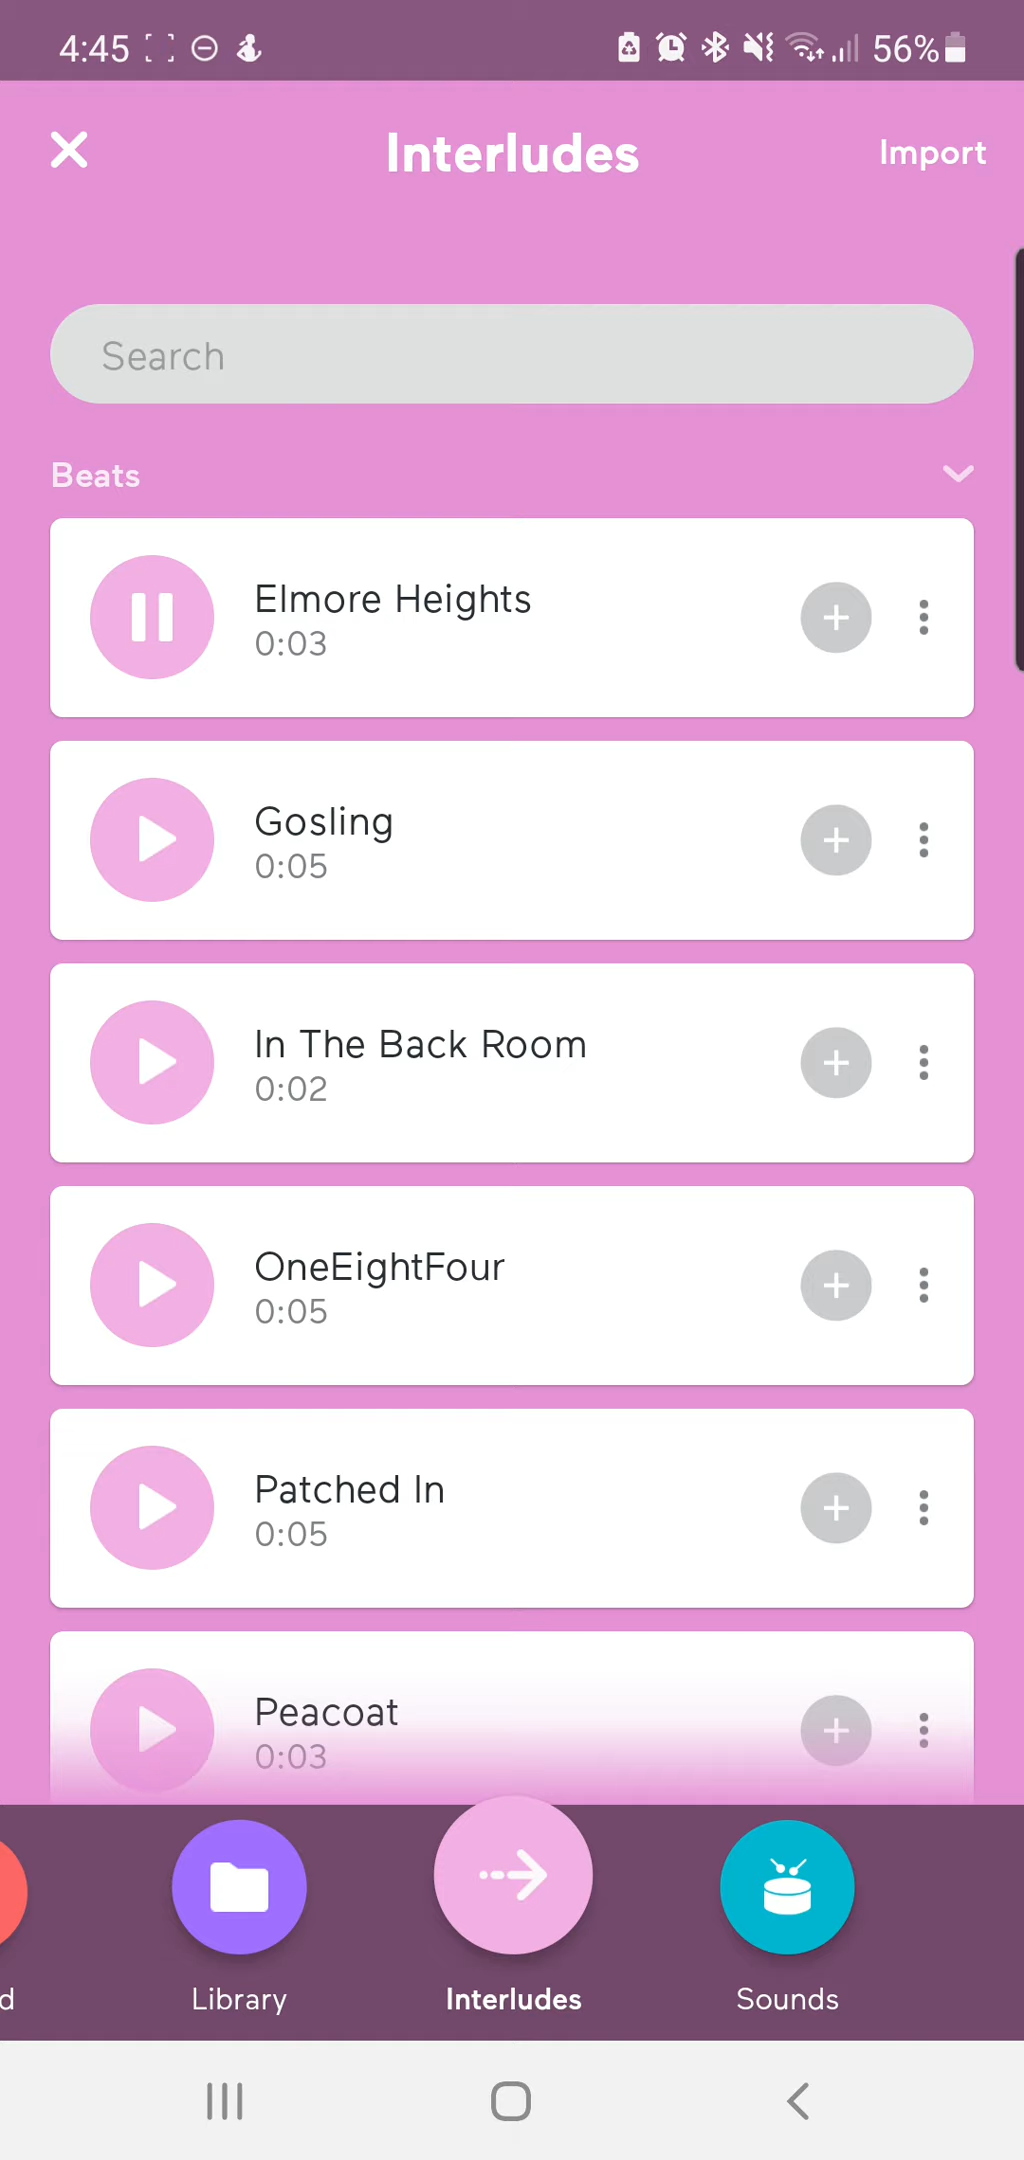 4:45
56%
Interludes
Import
Search
Beats
Elmore Heights
0:03
Gosling
0:05
In The Back Room
0:02
OneEightFour
0:05
Patched In
0:05
Peacoat
0:03
d
Library
Interludes
Sounds